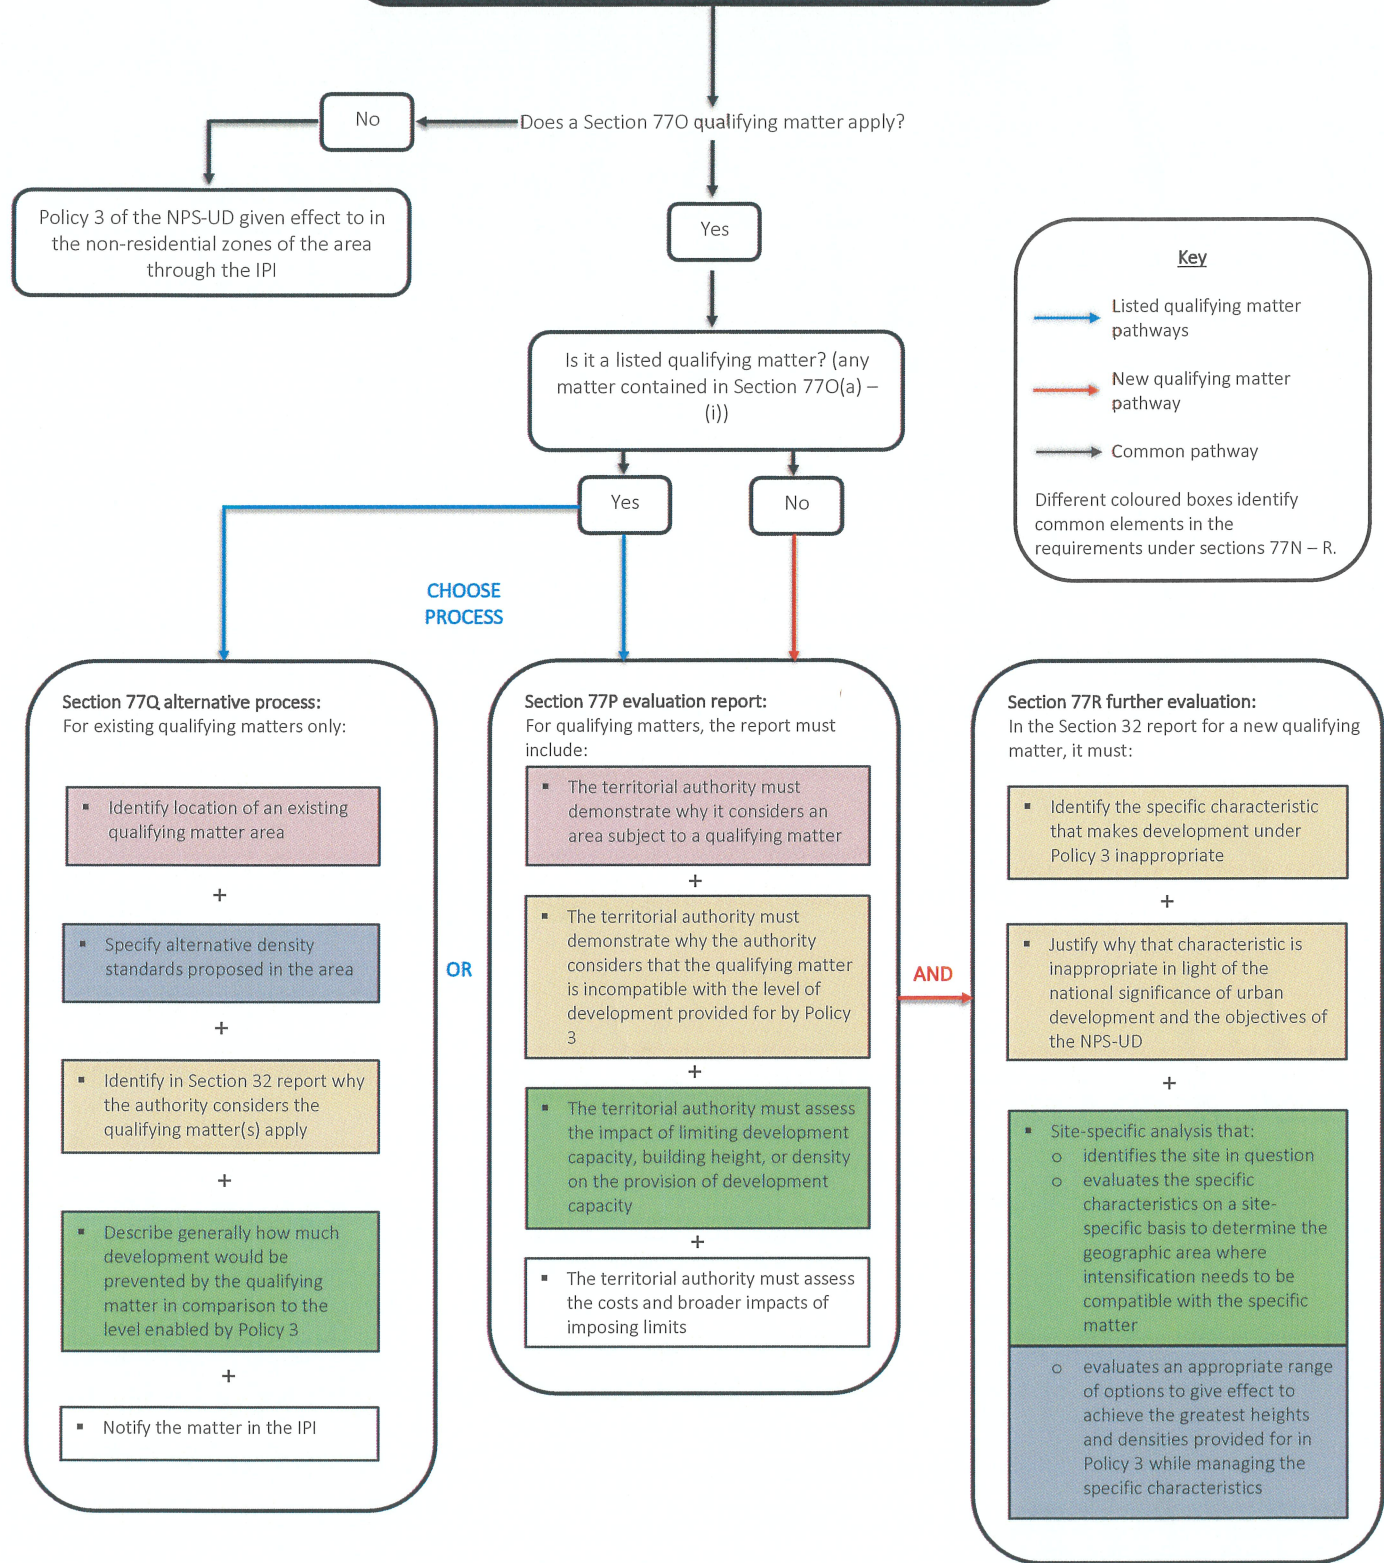 No
Does a Section 77O qualifying matter apply?
Policy 3 of the NPS-UD given effect to in
the non-residential zones of the area
through the IPI
Yes
Key
Listed qualifying matter
pathways
New qualifying matter
pathway
Common pathway
Different coloured boxes identify
common elements in the
requirements under sections 77N – R.
Is it a listed qualifying matter? (any
matter contained in Section 77O(a) –
(i))
Yes
No
CHOOSE
PROCESS
Section 77Q alternative process:
For existing qualifying matters only:
▪ Identify location of an existing
qualifying matter area
+
▪ Specify alternative density
standards proposed in the area
+
▪ Identify in Section 32 report why
the authority considers the
qualifying matter(s) apply
+
▪ Describe generally how much
development would be
prevented by the qualifying
matter in comparison to the
level enabled by Policy 3
+
▪ Notify the matter in the IPI
OR
Section 77P evaluation report:
For qualifying matters, the report must
include:
▪ The territorial authority must
demonstrate why it considers an
area subject to a qualifying matter
+
▪ The territorial authority must
demonstrate why the authority
considers that the qualifying matter
is incompatible with the level of
development provided for by Policy
3
+
▪ The territorial authority must assess
the impact of limiting development
capacity, building height, or density
on the provision of development
capacity
+
▪ The territorial authority must assess
the costs and broader impacts of
imposing limits
AND
Section 77R further evaluation:
In the Section 32 report for a new qualifying
matter, it must:
▪ Identify the specific characteristic
that makes development under
Policy 3 inappropriate
+
▪ Justify why that characteristic is
inappropriate in light of the
national significance of urban
development and the objectives of
the NPS-UD
+
▪ Site-specific analysis that:
o identifies the site in question
o evaluates the specific
characteristics on a site-
specific basis to determine the
geographic area where
intensification needs to be
compatible with the specific
matter
o evaluates an appropriate range
of options to give effect to
achieve the greatest heights
and densities provided for in
Policy 3 while managing the
specific characteristics